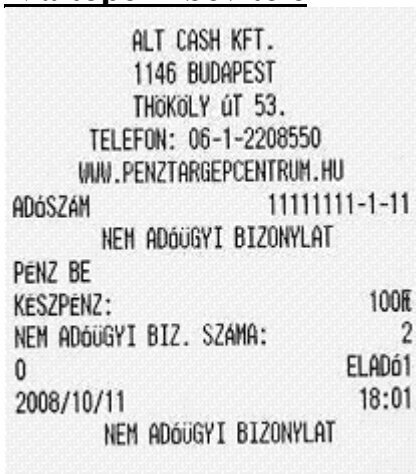 ALT CASH KFT.
1146 BUDAPEST
THÖKÖLY úT 53.
TELEFON: 06-1-2208550
WWW.PENZTARGEPCENTRUM.HU
ADóSZÁM 11111111-1-11
NEM ADóüGYI BIZONYLAT
PÉNZ BE
KÉSZPÉNZ: 100Ft
NEM ADóüGYI BIZ. SZÁMA: 2
0 ELADó1
2008/10/11 18:01
NEM ADóüGYI BIZONYLAT